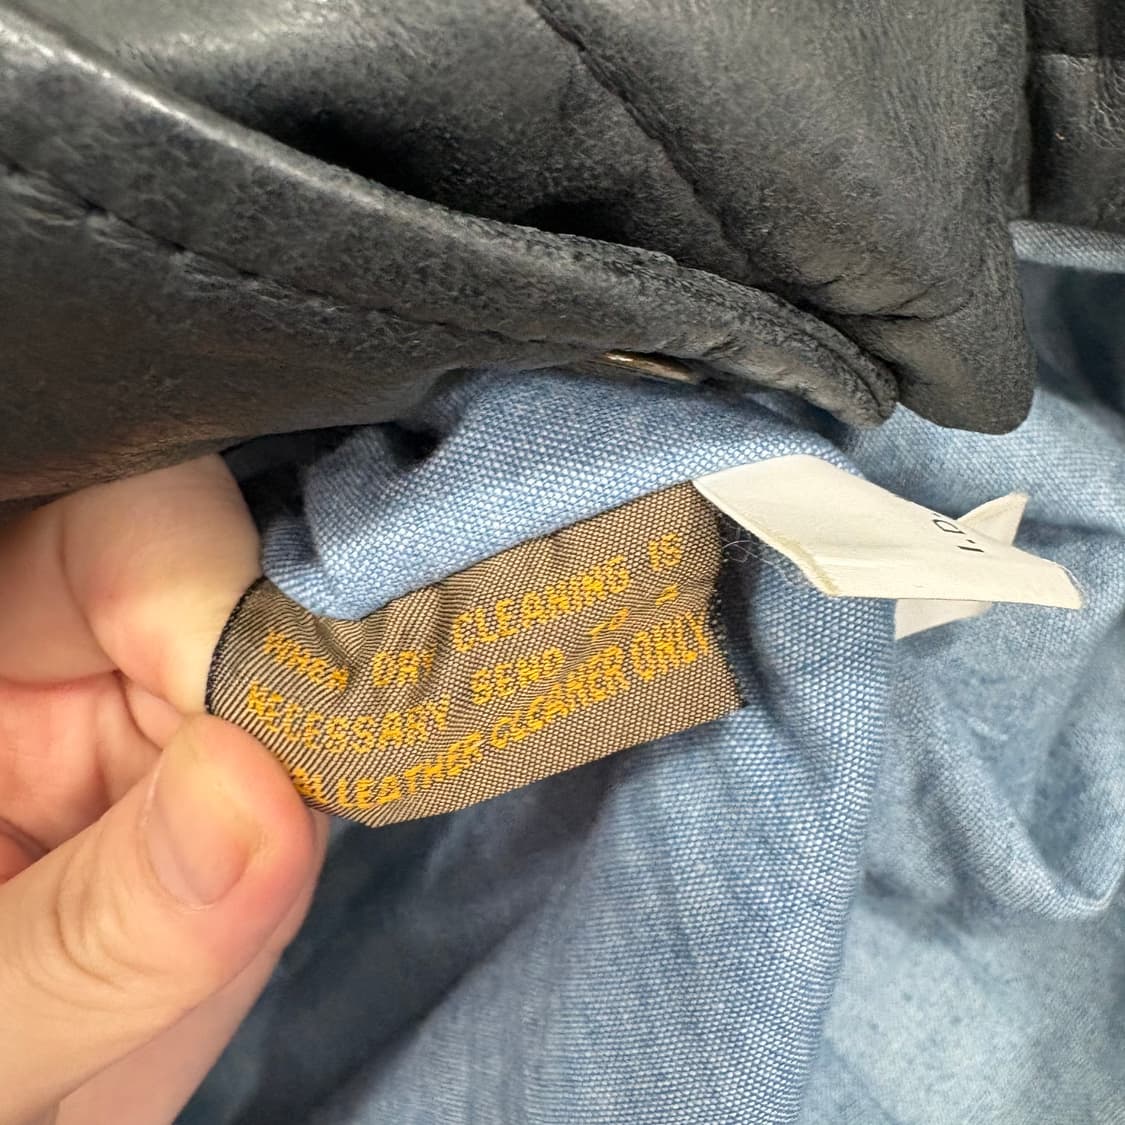 WHEN DRY CLEANING IS
NECESSARY SEND
TO LEATHER CLEANER ONLY
I.D